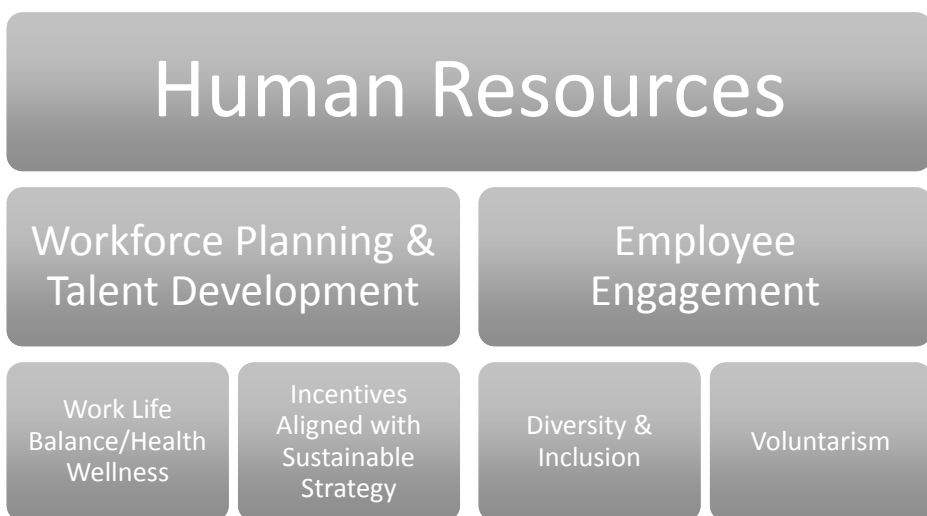 Human Resources
Workforce Planning &
Talent Development
Employee
Engagement
Work Life
Balance/Health
Wellness
Incentives
Aligned with
Sustainable
Strategy
Diversity &
Inclusion
Voluntarism